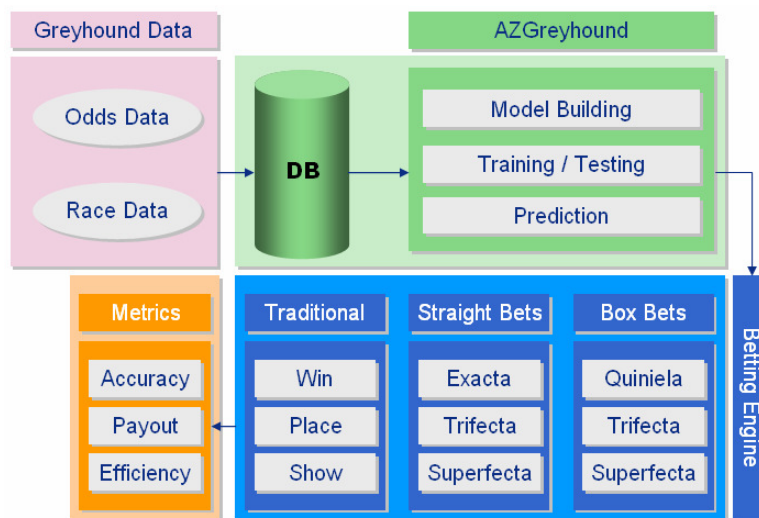 Greyhound Data
AZGreyhound
Odds Data
Race Data
DB
Model Building
Training / Testing
Prediction
Metrics
Accuracy
Payout
Efficiency
Traditional
Win
Place
Show
Straight Bets
Exacta
Trifecta
Superfecta
Box Bets
Quiniela
Trifecta
Superfecta
Betting Engine